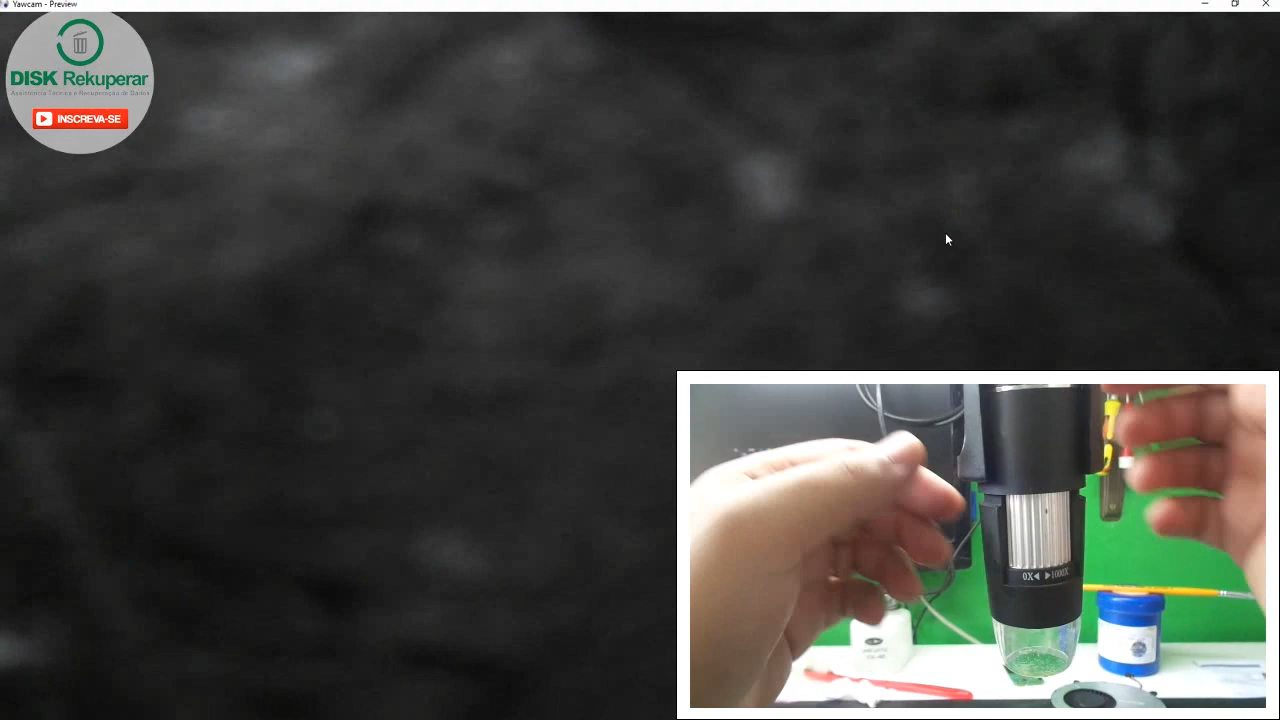 Yawcam - Preview
DISK Rekuperar
Assistência Técnica e Recuperação de Dados
INSCREVA-SE
0X◄ ►1000X